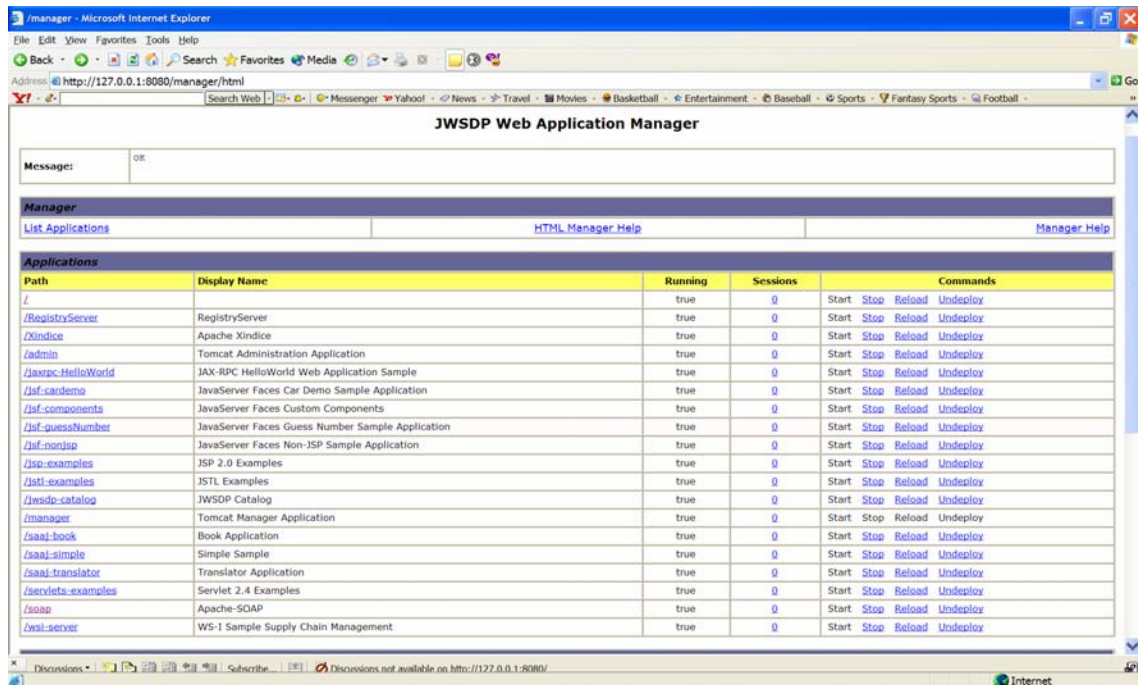 /manager - Microsoft Internet Explorer
File Edit View Favorites Tools Help
Back Search Favorites Media
Address http://127.0.0.1:8080/manager/html Go
Y! Search Web Messenger Yahoo! News Travel Movies Basketball Entertainment Baseball Sports Fantasy Sports Football
JWSDP Web Application Manager
Message: OK
Manager
List Applications HTML Manager Help Manager Help
Applications
Path Display Name Running Sessions Commands
/ true 0 Start Stop Reload Undeploy
/RegistryServer RegistryServer true 0 Start Stop Reload Undeploy
/Xindice Apache Xindice true 0 Start Stop Reload Undeploy
/admin Tomcat Administration Application true 0 Start Stop Reload Undeploy
/jaxrpc-HelloWorld JAX-RPC HelloWorld Web Application Sample true 0 Start Stop Reload Undeploy
/jsf-cardemo JavaServer Faces Car Demo Sample Application true 0 Start Stop Reload Undeploy
/jsf-components JavaServer Faces Custom Components true 0 Start Stop Reload Undeploy
/jsf-guessNumber JavaServer Faces Guess Number Sample Application true 0 Start Stop Reload Undeploy
/jsf-nonjsp JavaServer Faces Non-JSP Sample Application true 0 Start Stop Reload Undeploy
/jsp-examples JSP 2.0 Examples true 0 Start Stop Reload Undeploy
/jstl-examples JSTL Examples true 0 Start Stop Reload Undeploy
/jwsdp-catalog JWSDP Catalog true 0 Start Stop Reload Undeploy
/manager Tomcat Manager Application true 0 Start Stop Reload Undeploy
/saaj-book Book Application true 0 Start Stop Reload Undeploy
/saaj-simple Simple Sample true 0 Start Stop Reload Undeploy
/saaj-translator Translator Application true 0 Start Stop Reload Undeploy
/servlets-examples Servlet 2.4 Examples true 0 Start Stop Reload Undeploy
/soap Apache-SOAP true 0 Start Stop Reload Undeploy
/wsi-server WS-I Sample Supply Chain Management true 0 Start Stop Reload Undeploy
Discussions Subscribe... Discussions not available on http://127.0.0.1:8080/
Internet